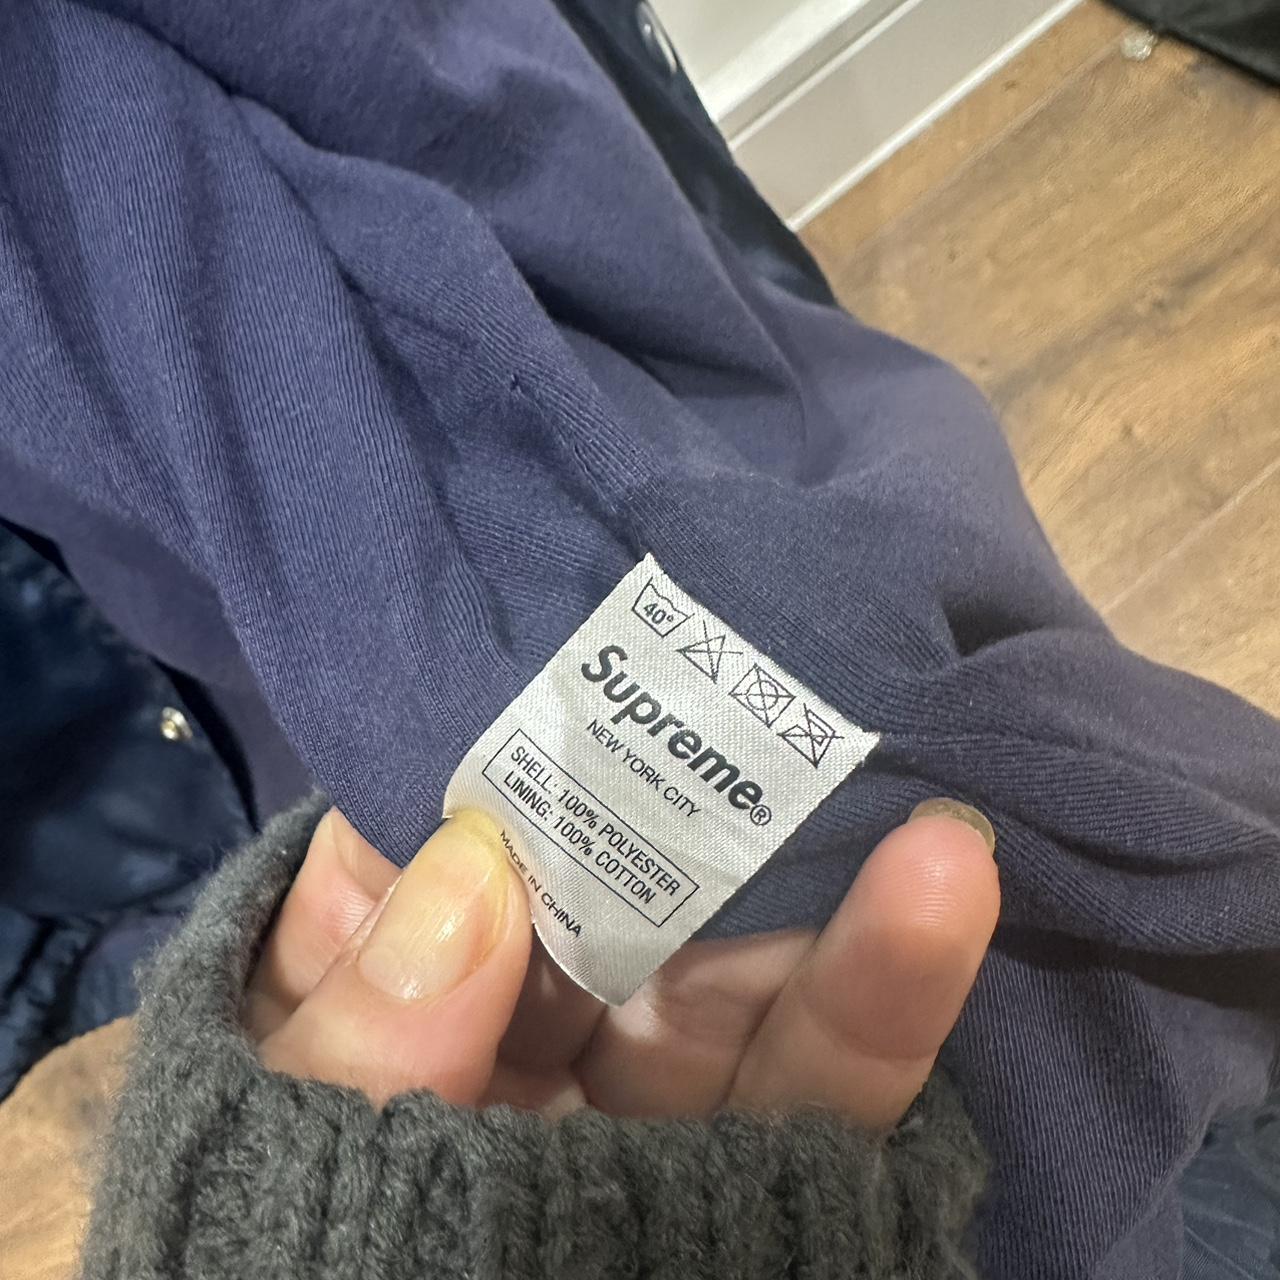 40°
Supreme®
NEW YORK CITY
SHELL: 100% POLYESTER
LINING: 100% COTTON
MADE IN CHINA